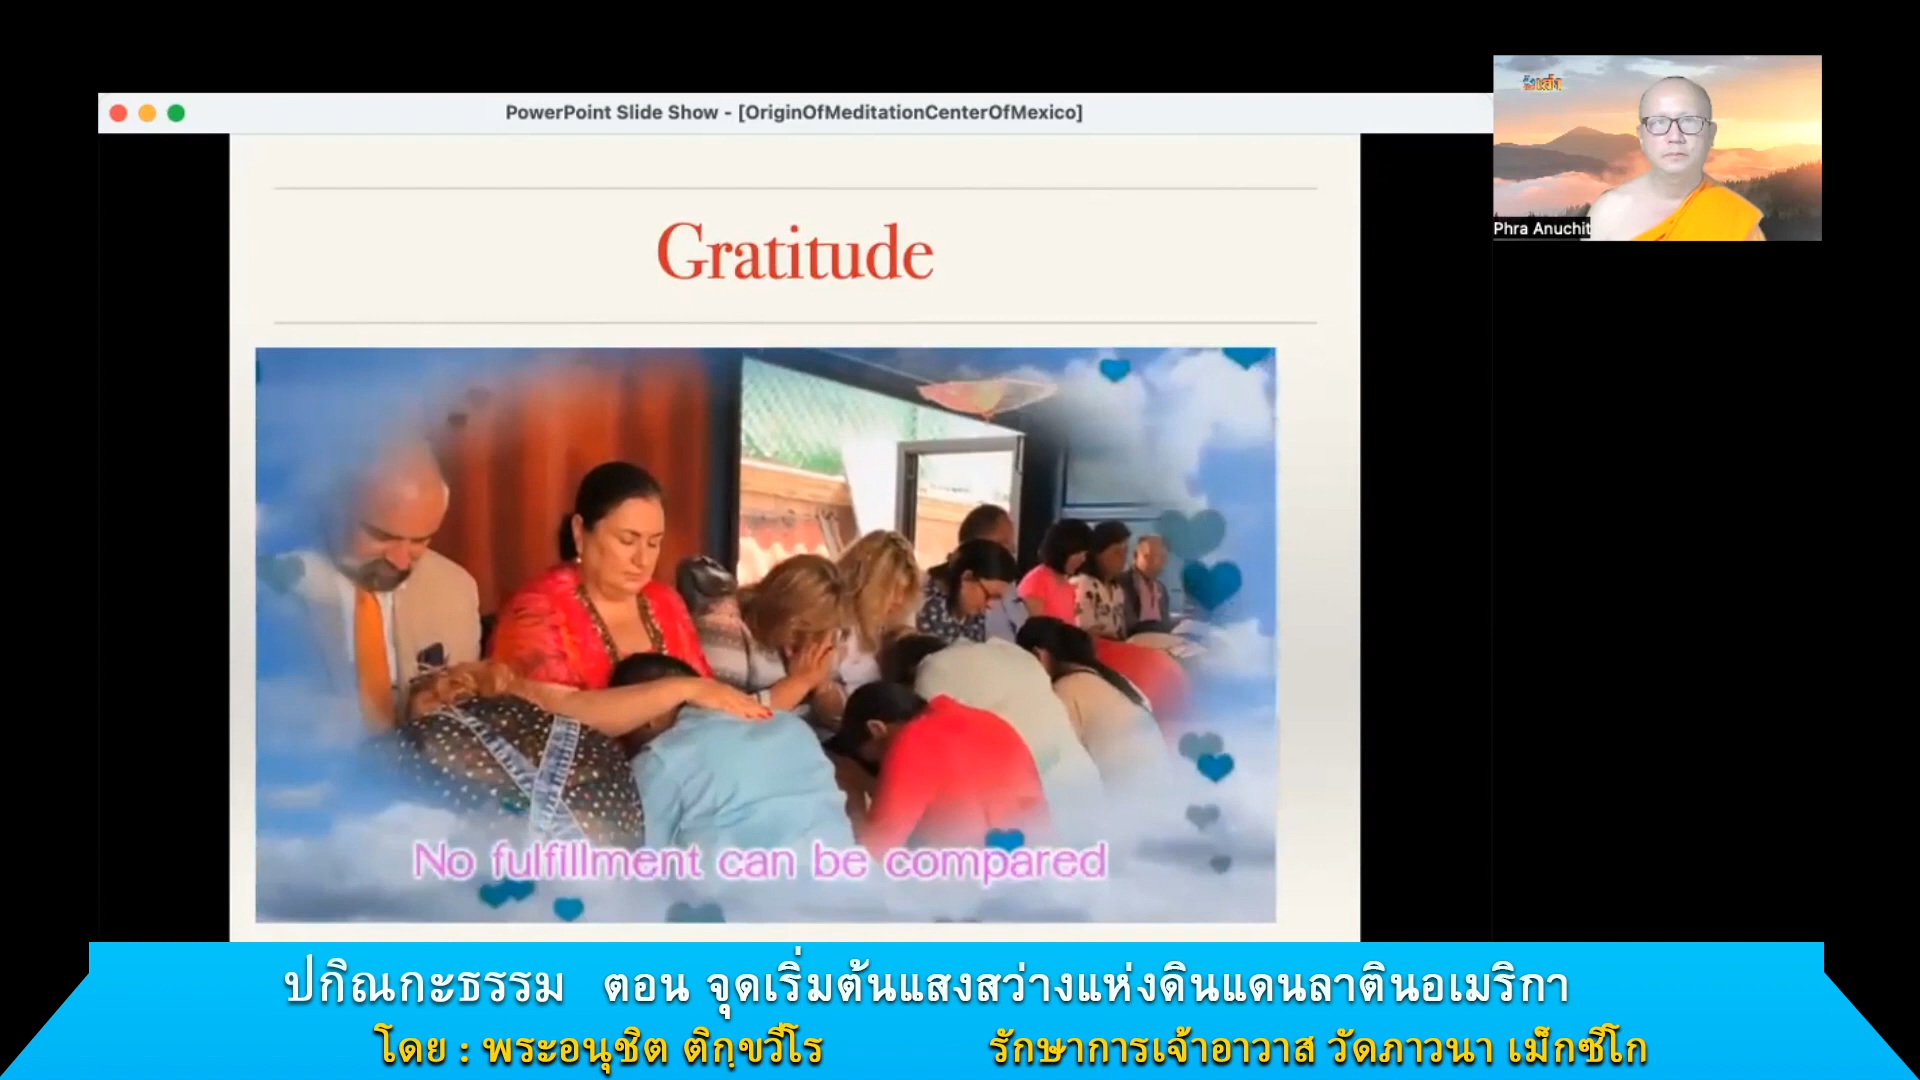 PowerPoint Slide Show - [OriginOfMeditationCenterOfMexico]
Phra Anuchit
Gratitude
No fulfillment can be compared
ปกิณกะธรรม ตอน จุดเริ่มต้นแสงสว่างแห่งดินแดนลาตินอเมริกา
โดย : พระอนุชิต ติกฺขวีโร รักษาการเจ้าอาวาส วัดภาวนา เม็กซิโก